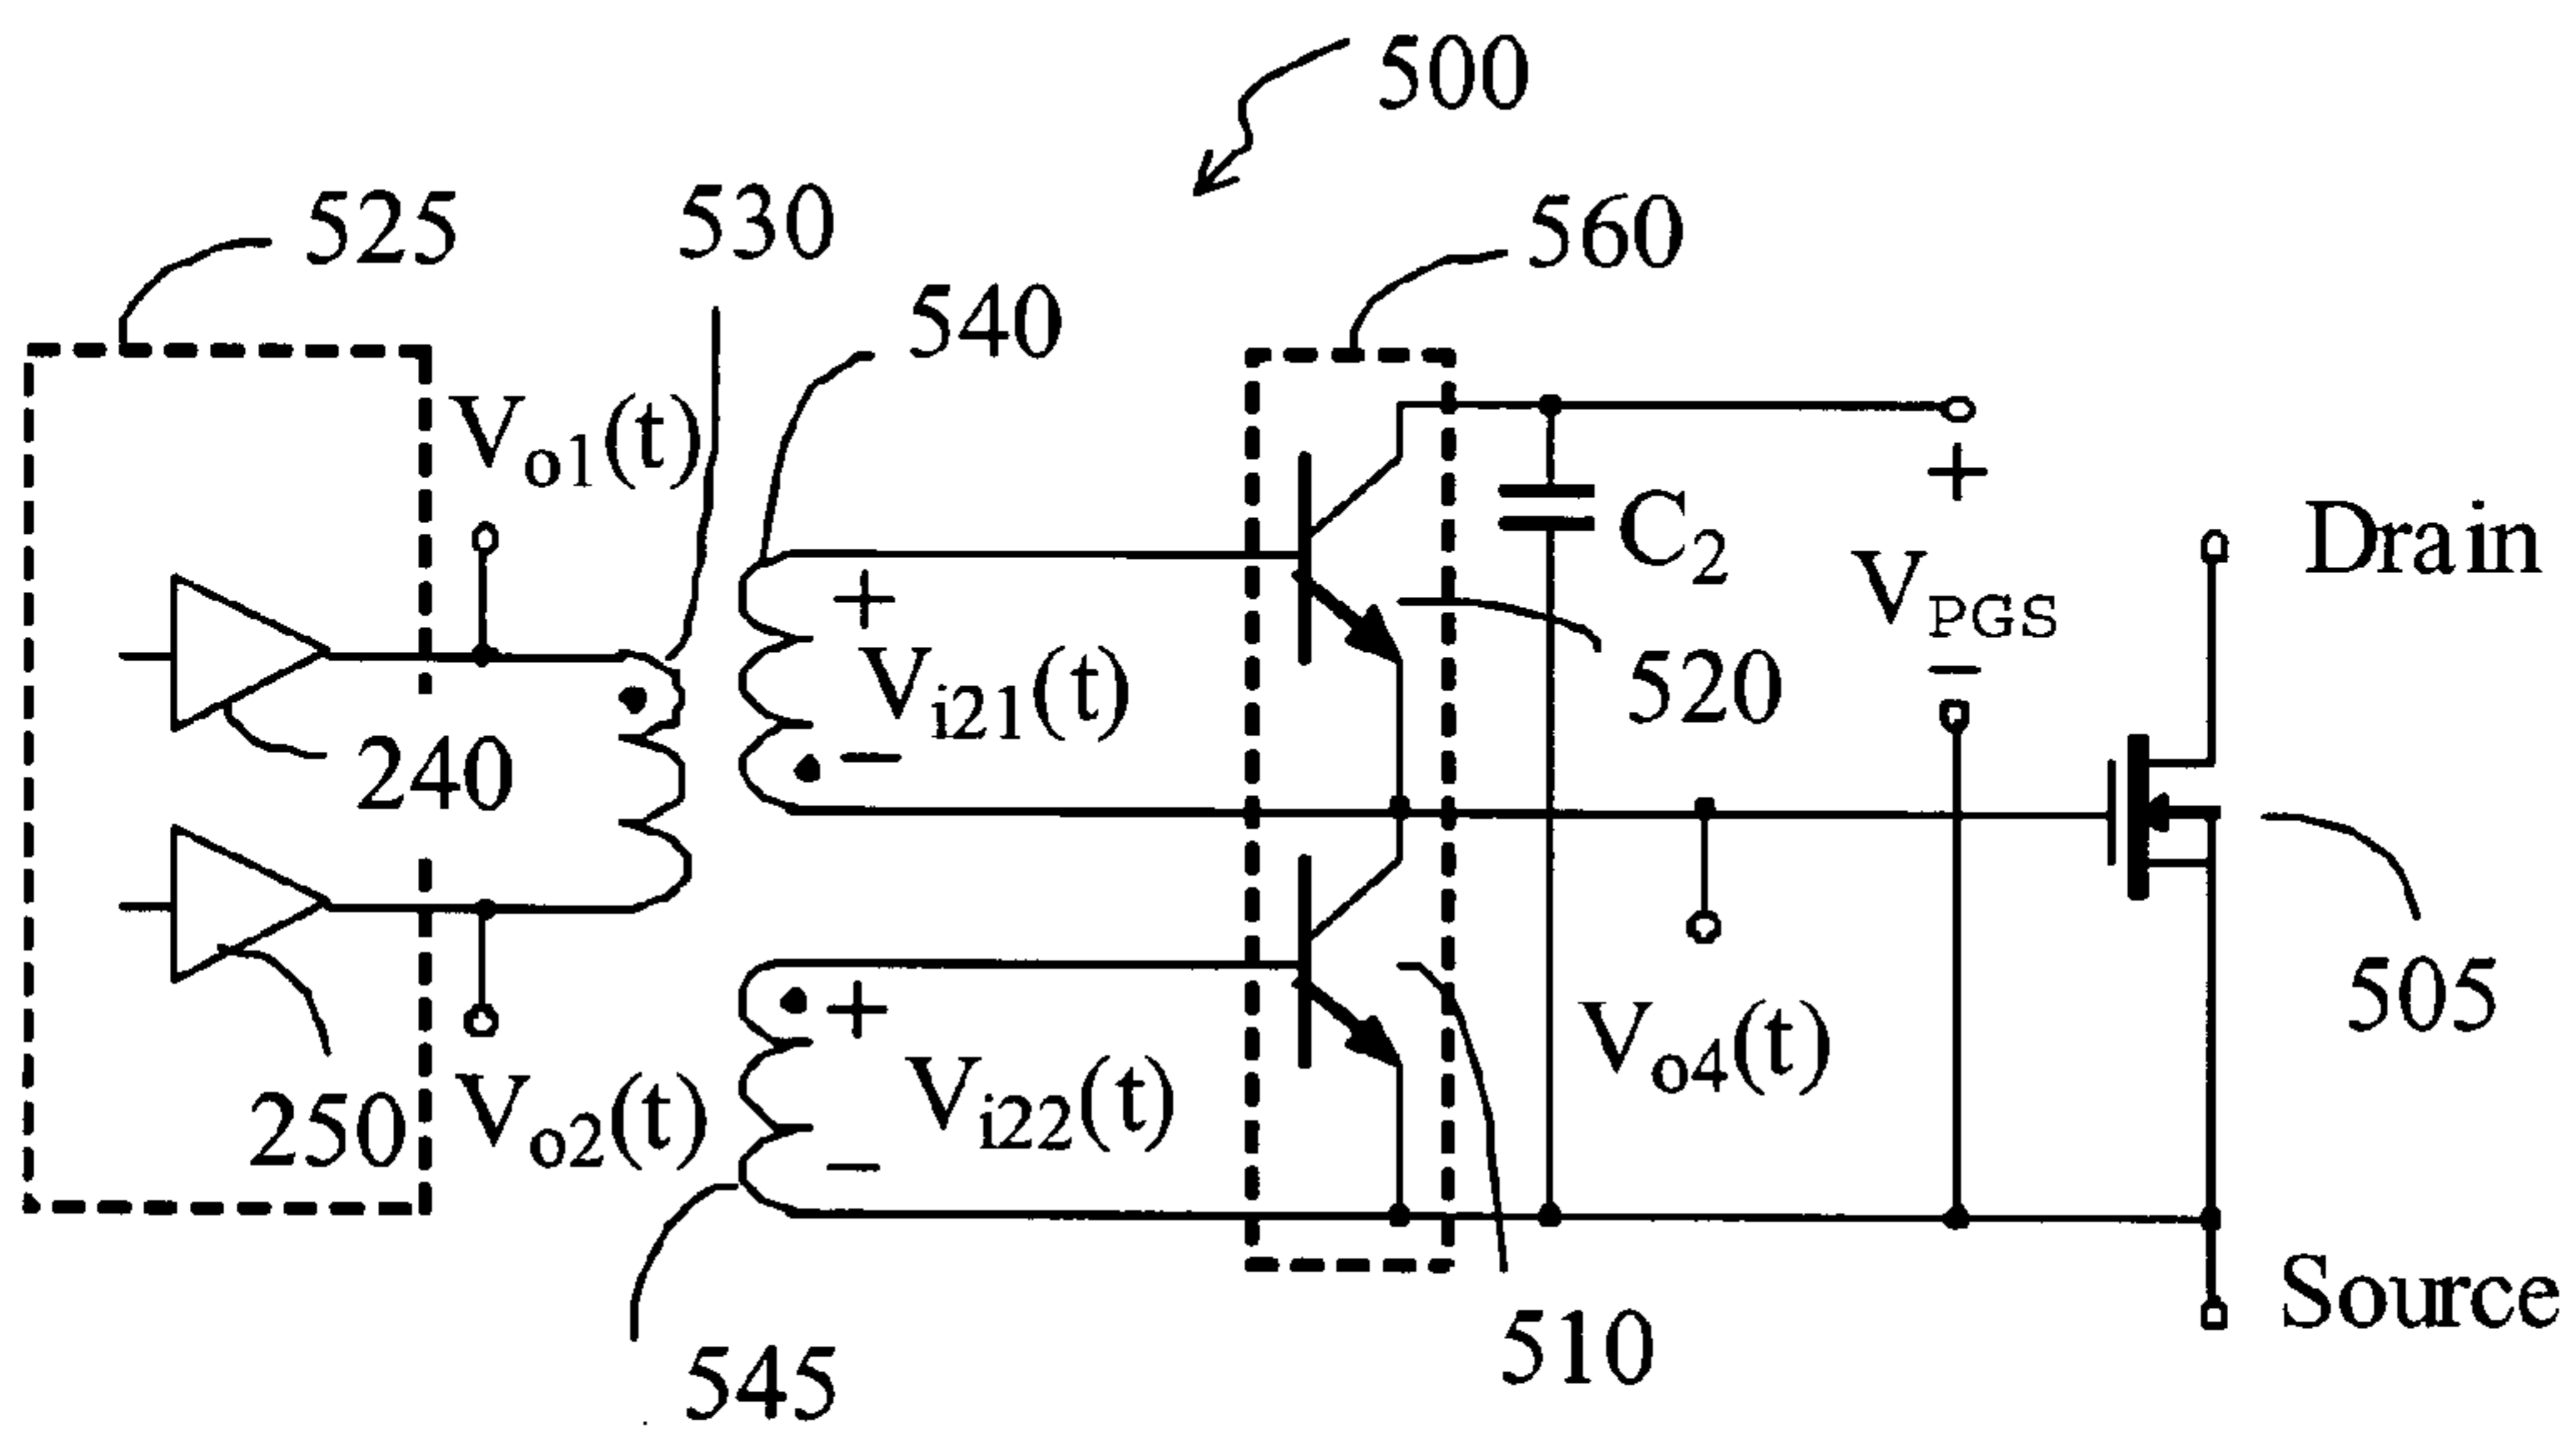 500
525
530
560
540
Vo1(t)
+
C2
Drain
+
VPGS
−
Vi21(t)
520
−
240
505
+
Vo4(t)
250
Vo2(t)
Vi22(t)
−
Source
510
545